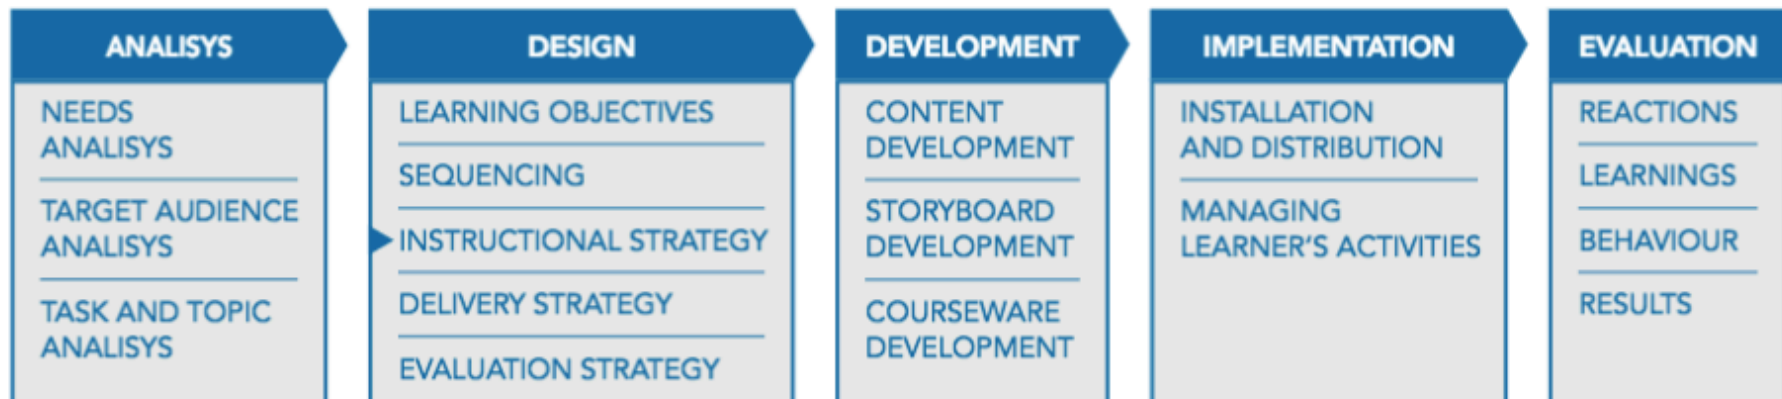 ANALISYS
NEEDS
ANALISYS
TARGET AUDIENCE
ANALISYS
TASK AND TOPIC
ANALISYS
DESIGN
LEARNING OBJECTIVES
SEQUENCING
INSTRUCTIONAL STRATEGY
DELIVERY STRATEGY
EVALUATION STRATEGY
DEVELOPMENT
CONTENT
DEVELOPMENT
STORYBOARD
DEVELOPMENT
COURSEWARE
DEVELOPMENT
IMPLEMENTATION
INSTALLATION
AND DISTRIBUTION
MANAGING
LEARNER'S ACTIVITIES
EVALUATION
REACTIONS
LEARNINGS
BEHAVIOUR
RESULTS